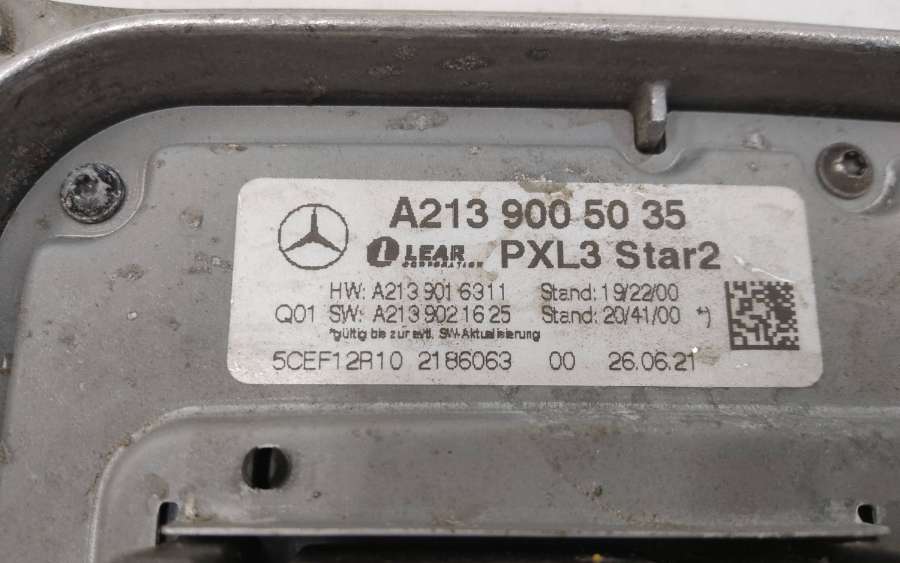 A213 900 50 35
LEAR CORPORATION PXL3 Star2
HW: A213 901 63 11 Stand: 19/22/00
Q01 SW: A213 902 16 25 Stand: 20/41/00 *)
*gültig bis zur evtl. SW-Aktualisierung
5CEF12R10 2186063 00 26.06.21